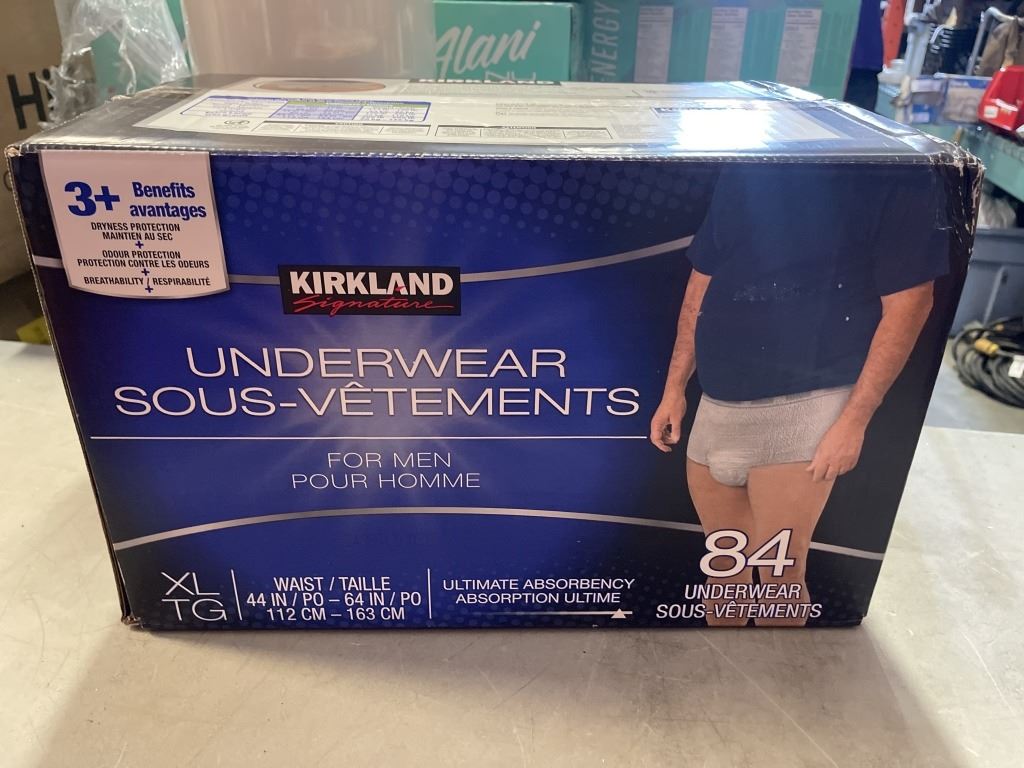 Alani
ENERGY
Hi
3+ Benefits
avantages
DRYNESS PROTECTION
MAINTIEN AU SEC
+
ODOUR PROTECTION
PROTECTION CONTRE LES ODEURS
+
BREATHABILITY / RESPIRABILITÉ
+
KIRKLAND
Signature
UNDERWEAR
SOUS-VÊTEMENTS
FOR MEN
POUR HOMME
XL
TG
WAIST / TAILLE
44 IN / PO – 64 IN / PO
112 CM – 163 CM
ULTIMATE ABSORBENCY
ABSORPTION ULTIME
84
UNDERWEAR
SOUS-VÊTEMENTS